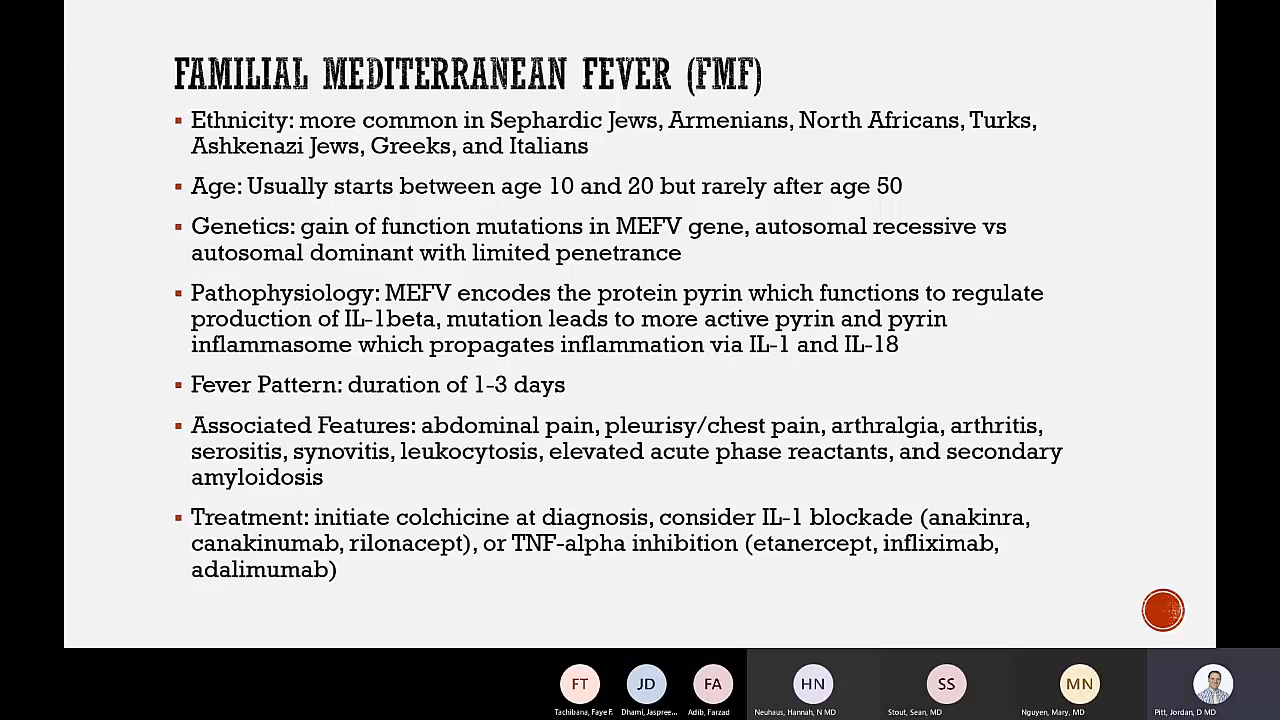 FAMILIAL MEDITERRANEAN FEVER (FMF)
Ethnicity: more common in Sephardic Jews, Armenians, North Africans, Turks,
Ashkenazi Jews, Greeks, and Italians
Age: Usually starts between age 10 and 20 but rarely after age 50
Genetics: gain of function mutations in MEFV gene, autosomal recessive vs
autosomal dominant with limited penetrance
Pathophysiology: MEFV encodes the protein pyrin which functions to regulate
production of IL-1beta, mutation leads to more active pyrin and pyrin
inflammasome which propagates inflammation via IL-1 and IL-18
Fever Pattern: duration of 1-3 days
Associated Features: abdominal pain, pleurisy/chest pain, arthralgia, arthritis,
serositis, synovitis, leukocytosis, elevated acute phase reactants, and secondary
amyloidosis
Treatment: initiate colchicine at diagnosis, consider IL-1 blockade (anakinra,
canakinumab, rilonacept), or TNF-alpha inhibition (etanercept, infliximab,
adalimumab)
FT JD FA HN SS MN
Tachibana, Faye F. Dhami, Jaspree... Adib, Farzad Neuhaus, Hannah, N MD Stout, Sean, MD Nguyen, Mary, MD Pitt, Jordan, D MD